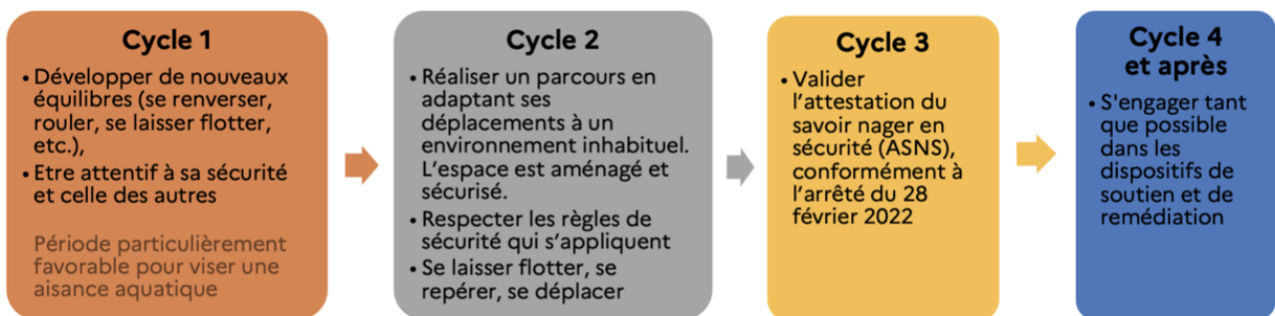 Cycle 1
• Développer de nouveaux
équilibres (se renverser,
rouler, se laisser flotter,
etc.),
• Etre attentif à sa sécurité
et celle des autres
Période particulièrement
favorable pour viser une
aisance aquatique
Cycle 2
• Réaliser un parcours en
adaptant ses
déplacements à un
environnement inhabituel.
L'espace est aménagé et
sécurisé.
• Respecter les règles de
sécurité qui s'appliquent
• Se laisser flotter, se
repérer, se déplacer
Cycle 3
• Valider
l'attestation du
savoir nager en
sécurité (ASNS),
conformément à
l'arrêté du 28
février 2022
Cycle 4
et après
• S'engager tant
que possible
dans les
dispositifs de
soutien et de
remédiation